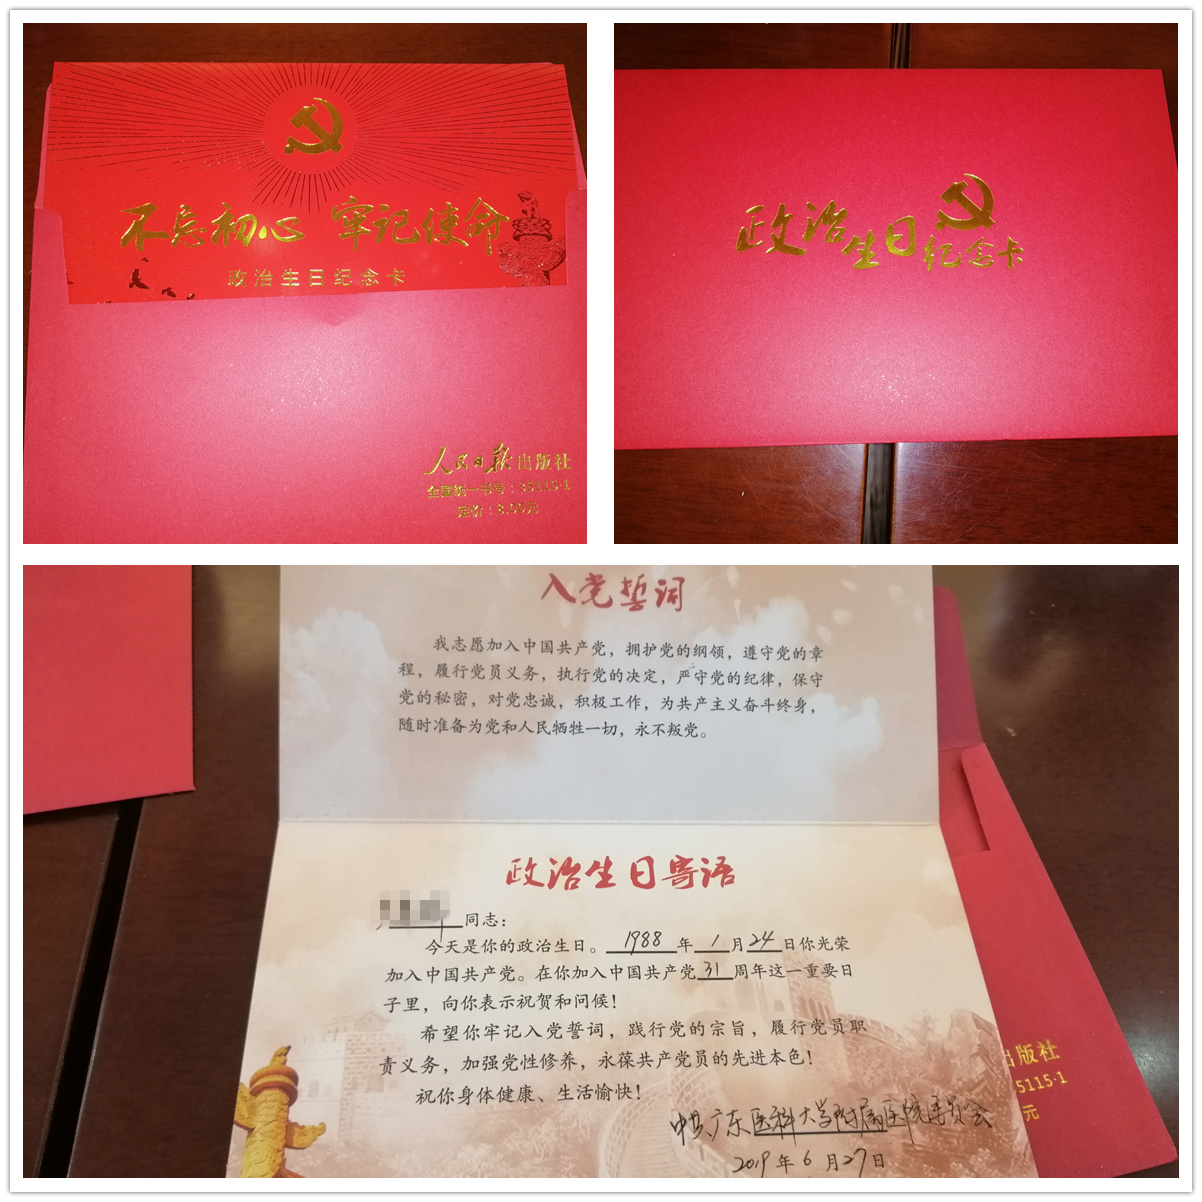 不忘初心 牢记使命
政治生日纪念卡
人民日报出版社
全国统一书号：35115·1
定价：8.00元
政治生日纪念卡
入党誓词
我志愿加入中国共产党，拥护党的纲领，遵守党的章
程，履行党员义务，执行党的决定，严守党的纪律，保守
党的秘密，对党忠诚，积极工作，为共产主义奋斗终身，
随时准备为党和人民牺牲一切，永不叛党。
政治生日寄语
同志：
今天是你的政治生日。1988年1月24日你光荣
加入中国共产党。在你加入中国共产党31周年这一重要日
子里，向你表示祝贺和问候！
希望你牢记入党誓词，践行党的宗旨，履行党员职
责义务，加强党性修养，永葆共产党员的先进本色！
祝你身体健康、生活愉快！
中共广东医科大学附属医院委员会
2019年6月27日
出版社
5115·1
元